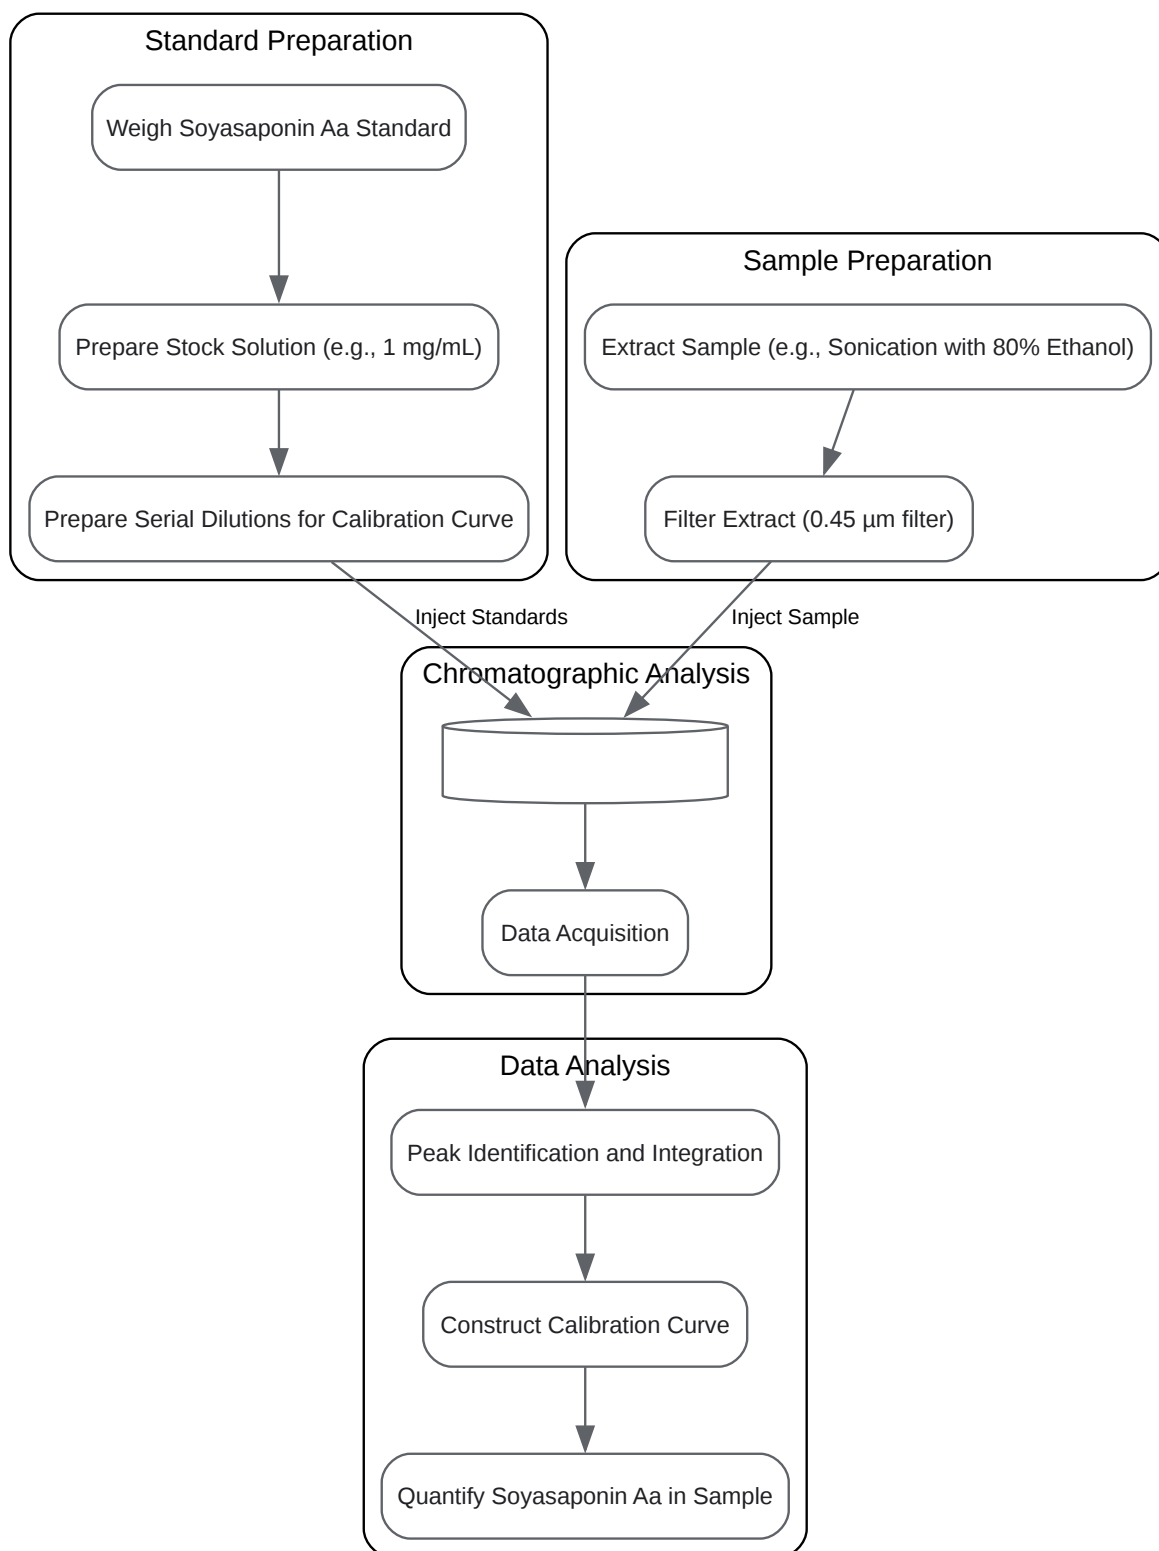 Standard Preparation
Weigh Soyasaponin Aa Standard
Prepare Stock Solution (e.g., 1 mg/mL)
Prepare Serial Dilutions for Calibration Curve
Sample Preparation
Extract Sample (e.g., Sonication with 80% Ethanol)
Filter Extract (0.45 µm filter)
Inject Standards
Inject Sample
Chromatographic Analysis
Data Acquisition
Data Analysis
Peak Identification and Integration
Construct Calibration Curve
Quantify Soyasaponin Aa in Sample